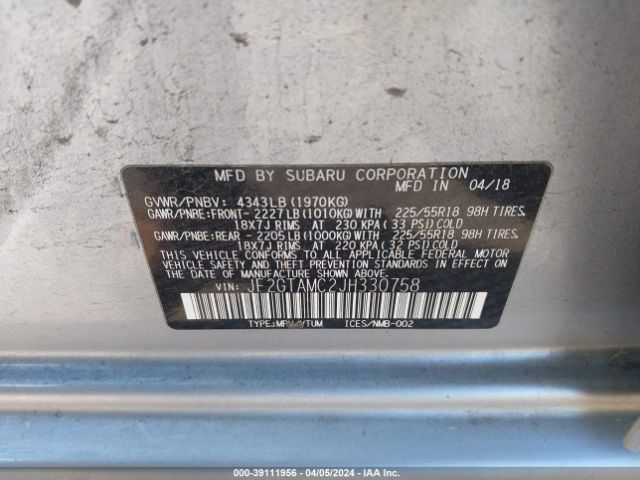 MFD BY SUBARU CORPORATION
MFD IN 04/18
GVWR/PNBV: 4343LB (1970KG)
GAWR/PNBE:FRONT- 2227LB(1010KG)WITH 225/55R18 98H TIRES,
18X7J RIMS AT 230 KPA ( 33 PSI)COLD
GAWR/PNBE:REAR - 2205LB(1000KG)WITH 225/55R18 98H TIRES,
18X7J RIMS AT 220 KPA ( 32 PSI)COLD
THIS VEHICLE CONFORMS TO ALL APPLICABLE FEDERAL MOTOR
VEHICLE SAFETY AND THEFT PREVENTION STANDARDS IN
EFFECT ON THE DATE OF MANUFACTURE SHOWN ABOVE.
VIN: JF2GTAMC2JH330758
TYPE:MPV/VTUM ICES/NMB-002
000-39111956 - 04/05/2024 - IAA Inc.